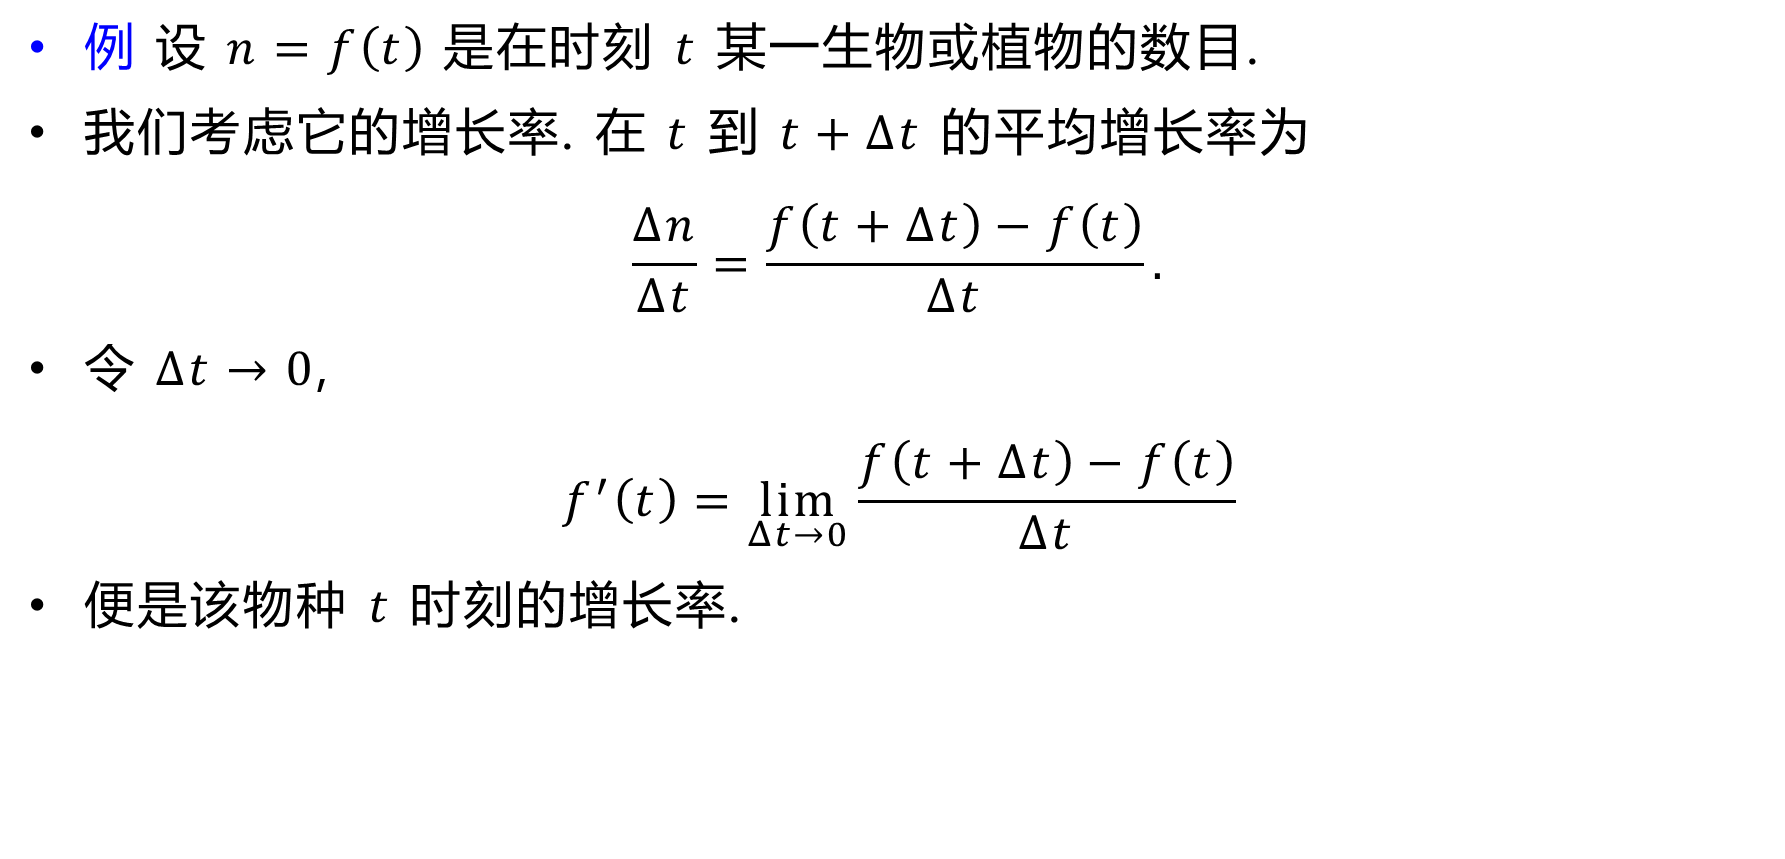 • 例 设 n = f(t) 是在时刻 t 某一生物或植物的数目.
• 我们考虑它的增长率. 在 t 到 t + Δt 的平均增长率为
Δn/Δt = (f(t + Δt) − f(t))/Δt.
• 令 Δt → 0,
f′(t) = lim_{Δt→0} (f(t + Δt) − f(t))/Δt
• 便是该物种 t 时刻的增长率.